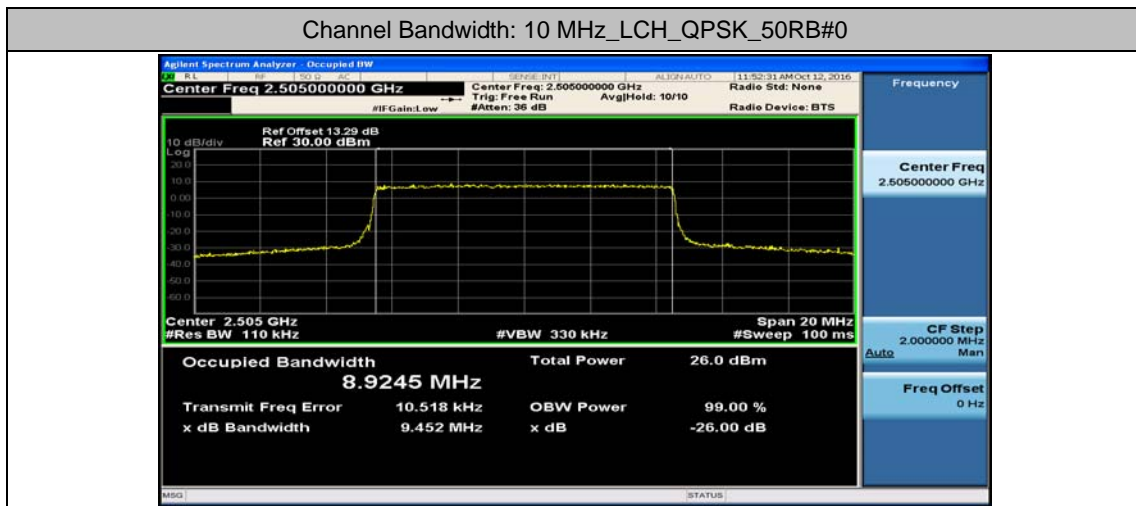 Channel Bandwidth: 10 MHz_LCH_QPSK_50RB#0
Agilent Spectrum Analyzer - Occupied BW
RL RF 50 Ω AC SENSE:INT ALIGN AUTO 11:52:31 AM Oct 12, 2016
Center Freq 2.505000000 GHz Center Freq: 2.505000000 GHz Radio Std: None Frequency
Trig: Free Run Avg|Hold: 10/10
#IFGain:Low #Atten: 36 dB Radio Device: BTS
Ref Offset 13.29 dB
10 dB/div Ref 30.00 dBm
Log
20.0
10.0
0.00
-10.0
-20.0
-30.0
-40.0
-50.0
-60.0
Center Freq
2.505000000 GHz
Center 2.505 GHz Span 20 MHz
#Res BW 110 kHz #VBW 330 kHz #Sweep 100 ms
CF Step
2.000000 MHz
Auto Man
Occupied Bandwidth Total Power 26.0 dBm
8.9245 MHz
Freq Offset
0 Hz
Transmit Freq Error 10.518 kHz OBW Power 99.00 %
x dB Bandwidth 9.452 MHz x dB -26.00 dB
MSG STATUS